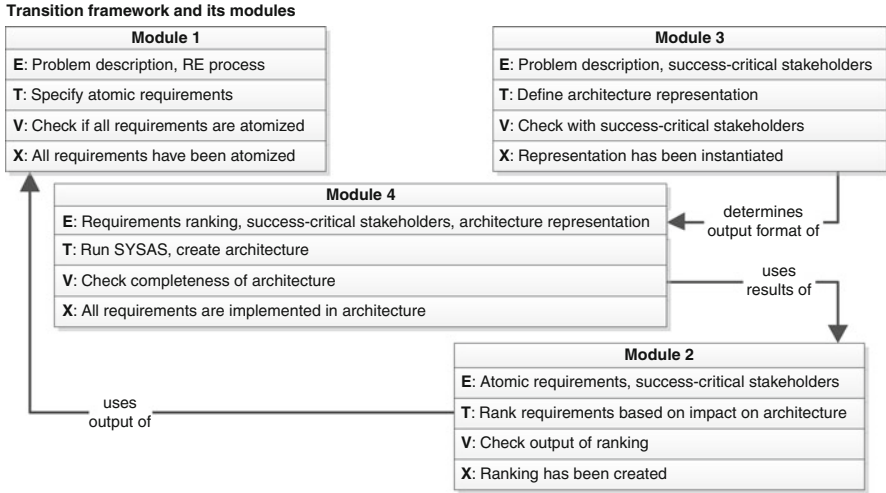 Transition framework and its modules
Module 1
E: Problem description, RE process
T: Specify atomic requirements
V: Check if all requirements are atomized
X: All requirements have been atomized
Module 3
E: Problem description, success-critical stakeholders
T: Define architecture representation
V: Check with success-critical stakeholders
X: Representation has been instantiated
Module 4
E: Requirements ranking, success-critical stakeholders, architecture representation
T: Run SYSAS, create architecture
V: Check completeness of architecture
X: All requirements are implemented in architecture
determines
output format of
uses
results of
Module 2
E: Atomic requirements, success-critical stakeholders
T: Rank requirements based on impact on architecture
V: Check output of ranking
X: Ranking has been created
uses
output of